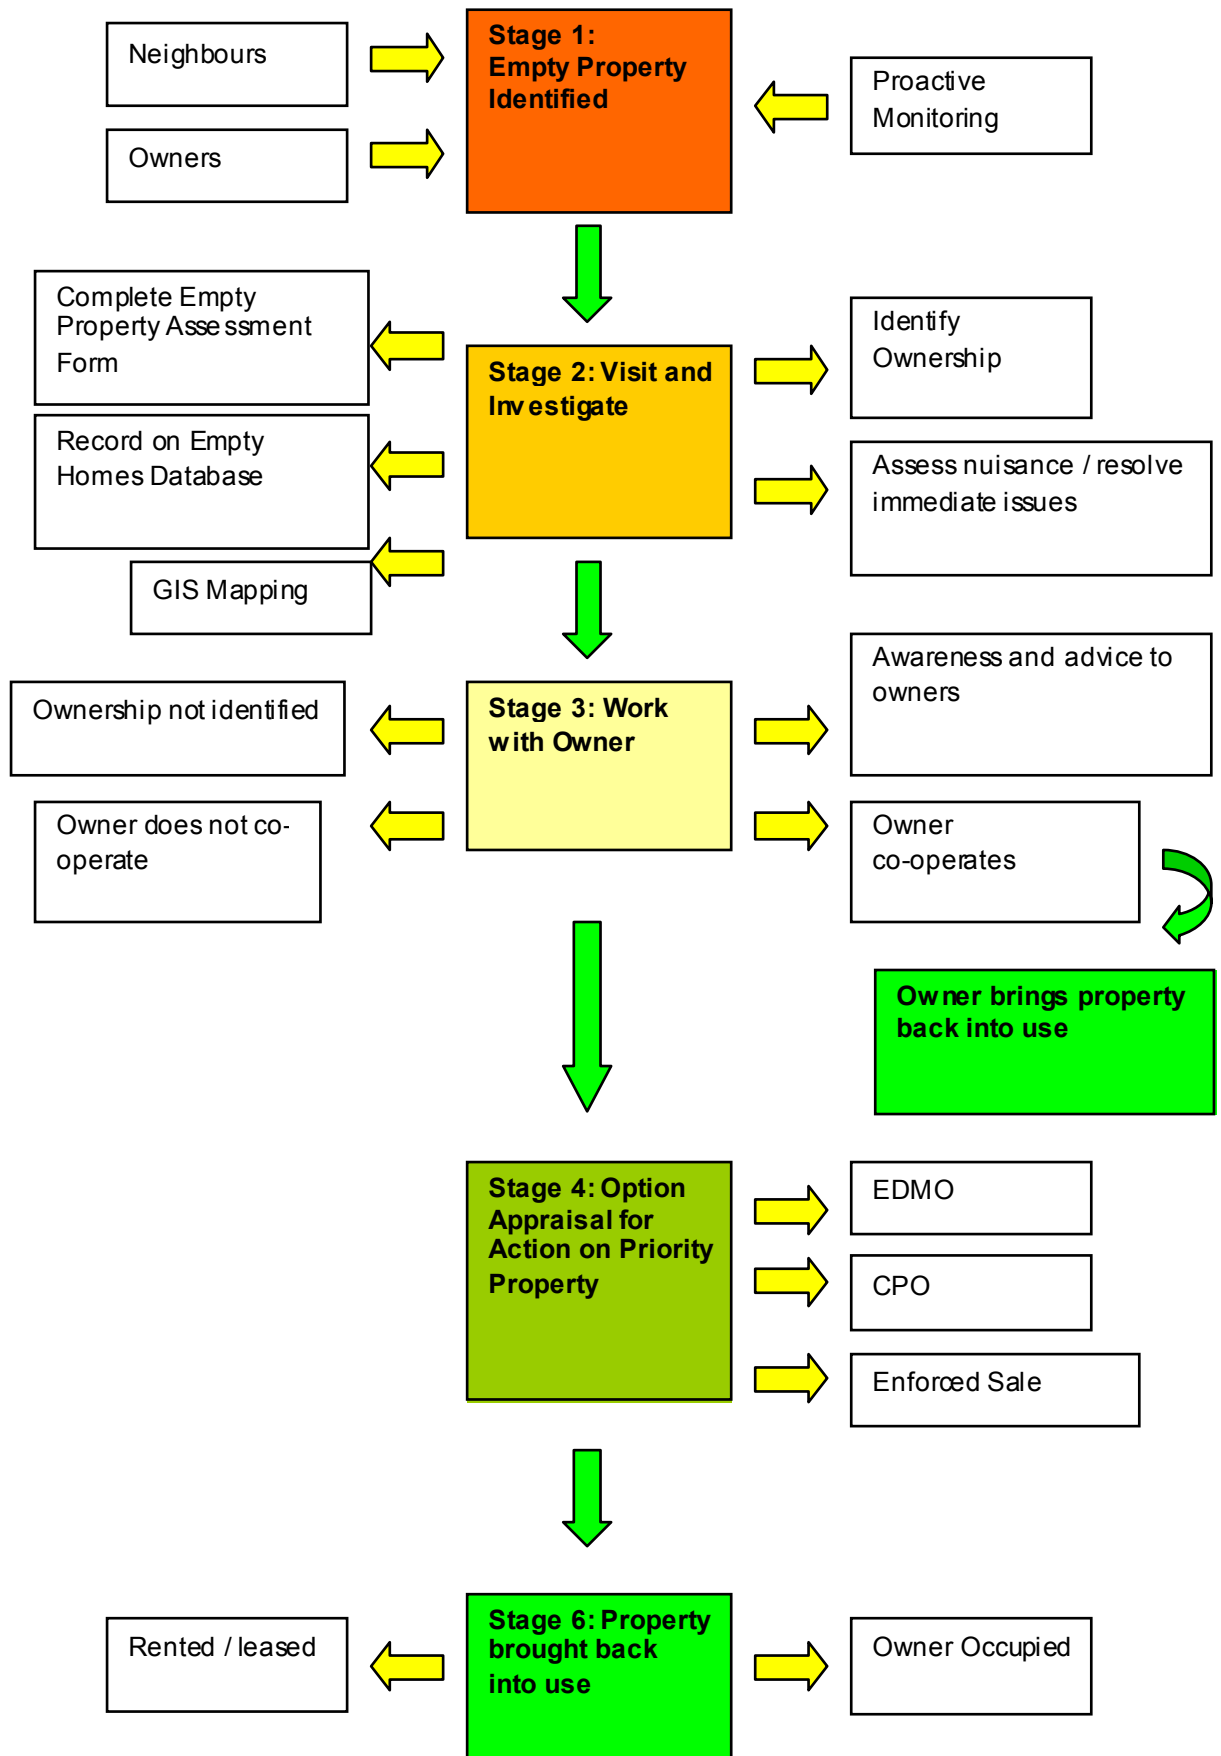 Neighbours
Owners
Stage 1:
Empty Property
Identified
Proactive
Monitoring
Complete Empty
Property Assessment
Form
Record on Empty
Homes Database
GIS Mapping
Stage 2: Visit and
Investigate
Identify
Ownership
Assess nuisance / resolve
immediate issues
Ownership not identified
Owner does not co-
operate
Stage 3: Work
with Owner
Awareness and advice to
owners
Owner
co-operates
Owner brings property
back into use
Stage 4: Option
Appraisal for
Action on Priority
Property
EDMO
CPO
Enforced Sale
Rented / leased
Stage 6: Property
brought back
into use
Owner Occupied